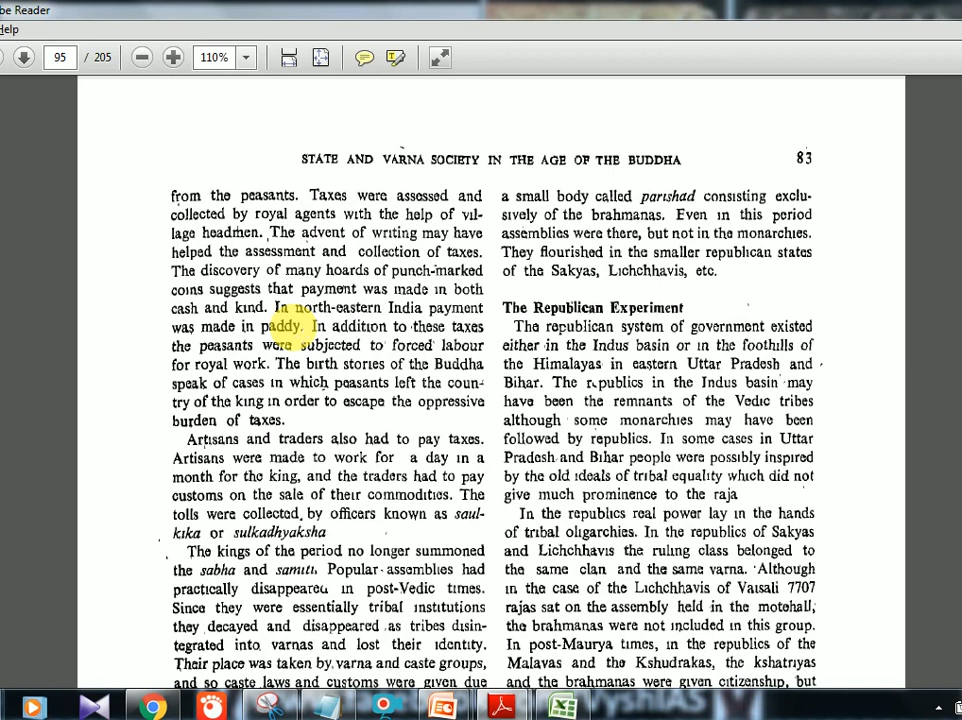 be Reader
Help
95 / 205 110%
STATE AND VARNA SOCIETY IN THE AGE OF THE BUDDHA 83
from the peasants. Taxes were assessed and
collected by royal agents with the help of vil-
lage headmen. The advent of writing may have
helped the assessment and collection of taxes.
The discovery of many hoards of punch-marked
coins suggests that payment was made in both
cash and kind. In north-eastern India payment
was made in paddy. In addition to these taxes
the peasants were subjected to forced labour
for royal work. The birth stories of the Buddha
speak of cases in which peasants left the coun-
try of the king in order to escape the oppressive
burden of taxes.
Artisans and traders also had to pay taxes.
Artisans were made to work for a day in a
month for the king, and the traders had to pay
customs on the sale of their commodities. The
tolls were collected by officers known as saul-
kika or sulkadhyaksha
The kings of the period no longer summoned
the sabha and samiti. Popular assemblies had
practically disappeared in post-Vedic times.
Since they were essentially tribal institutions
they decayed and disappeared as tribes disin-
tegrated into varnas and lost their identity.
Their place was taken by varna and caste groups,
and so caste laws and customs were given due
a small body called parishad consisting exclu-
sively of the brahmanas. Even in this period
assemblies were there, but not in the monarchies.
They flourished in the smaller republican states
of the Sakyas, Lichchhavis, etc.
The Republican Experiment
The republican system of government existed
either in the Indus basin or in the foothills of
the Himalayas in eastern Uttar Pradesh and
Bihar. The republics in the Indus basin may
have been the remnants of the Vedic tribes
although some monarchies may have been
followed by republics. In some cases in Uttar
Pradesh and Bihar people were possibly inspired
by the old ideals of tribal equality which did not
give much prominence to the raja
In the republics real power lay in the hands
of tribal oligarchies. In the republics of Sakyas
and Lichchhavis the ruling class belonged to
the same clan and the same varna. Although
in the case of the Lichchhavis of Vaisali 7707
rajas sat on the assembly held in the motehall,
the brahmanas were not included in this group.
In post-Maurya times, in the republics of the
Malavas and the Kshudrakas, the kshatriyas
and the brahmanas were given citizenship, but